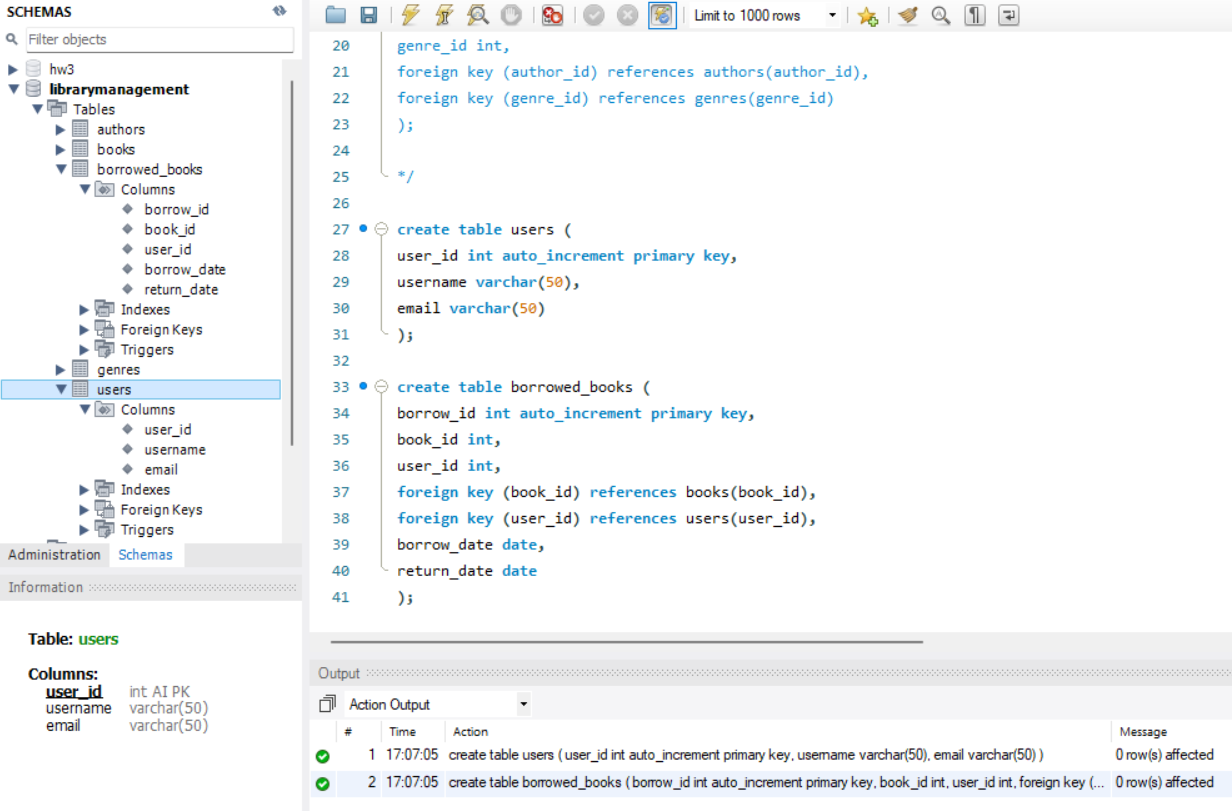 SCHEMAS
Filter objects
hw3
librarymanagement
Tables
authors
books
borrowed_books
Columns
borrow_id
book_id
user_id
borrow_date
return_date
Indexes
Foreign Keys
Triggers
genres
users
Columns
user_id
username
email
Indexes
Foreign Keys
Triggers
Administration Schemas
Information
Table: users
Columns:
user_id int AI PK
username varchar(50)
email varchar(50)
Limit to 1000 rows
20 genre_id int,
21 foreign key (author_id) references authors(author_id),
22 foreign key (genre_id) references genres(genre_id)
23 );
24
25 */
26
27 create table users (
28 user_id int auto_increment primary key,
29 username varchar(50),
30 email varchar(50)
31 );
32
33 create table borrowed_books (
34 borrow_id int auto_increment primary key,
35 book_id int,
36 user_id int,
37 foreign key (book_id) references books(book_id),
38 foreign key (user_id) references users(user_id),
39 borrow_date date,
40 return_date date
41 );
Output
Action Output
# Time Action Message
1 17:07:05 create table users ( user_id int auto_increment primary key, username varchar(50), email varchar(50) ) 0 row(s) affected
2 17:07:05 create table borrowed_books ( borrow_id int auto_increment primary key, book_id int, user_id int, foreign key (... 0 row(s) affected